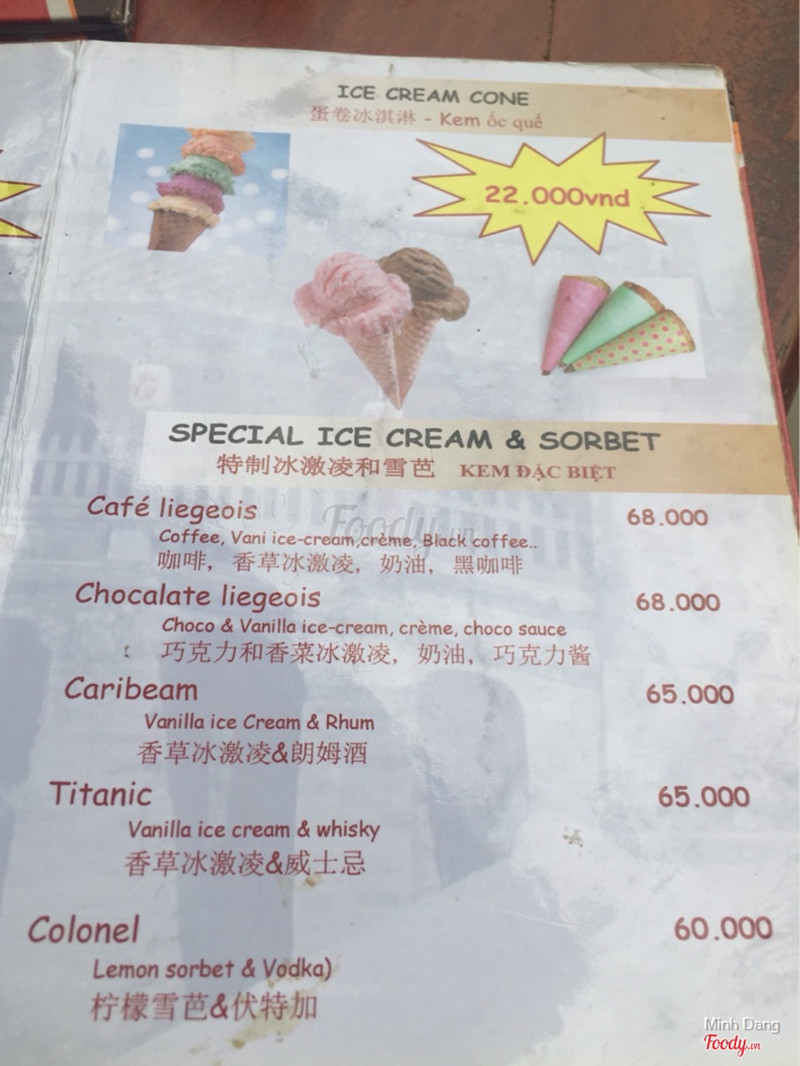 ICE CREAM CONE
蛋卷冰淇淋 - Kem ốc quế
22.000vnd
SPECIAL ICE CREAM & SORBET
特制冰激凌和雪芭 KEM ĐẶC BIỆT
Café liegeois 68.000
Coffee, Vani ice-cream,crème, Black coffee..
咖啡, 香草冰激凌, 奶油, 黑咖啡
Chocalate liegeois 68.000
Choco & Vanilla ice-cream, crème, choco sauce
巧克力和香菜冰激凌, 奶油, 巧克力酱
Caribeam 65.000
Vanilla ice Cream & Rhum
香草冰激凌&朗姆酒
Titanic 65.000
Vanilla ice cream & whisky
香草冰激凌&威士忌
Colonel 60.000
Lemon sorbet & Vodka)
柠檬雪芭&伏特加
Foody.vn
Minh Dang
Foody.vn